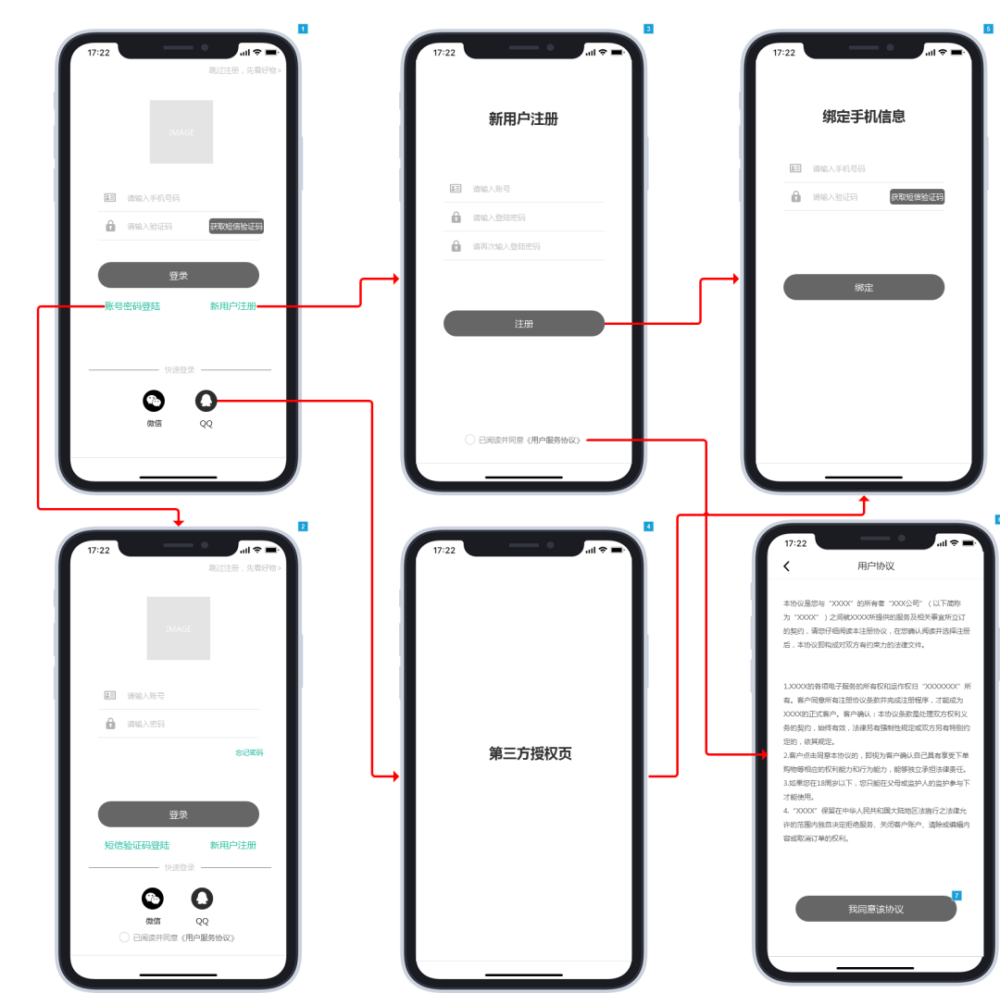 1
17:22
跳过注册，先看好物>
IMAGE
请输入手机号码
请输入验证码
获取短信验证码
登录
账号密码登陆
新用户注册
快速登录
微信
QQ
3
17:22
新用户注册
请输入账号
请输入登陆密码
请再次输入登陆密码
注册
已阅读并同意《用户服务协议》
5
17:22
绑定手机信息
请输入手机号码
请输入验证码
获取短信验证码
绑定
2
17:22
跳过注册，先看好物>
IMAGE
请输入账号
请输入密码
忘记密码
登录
短信验证码登陆
新用户注册
快速登录
微信
QQ
已阅读并同意《用户服务协议》
4
17:22
第三方授权页
17:22
用户协议
本协议是您与“XXXX”的所有者“XXX公司”（以下简称
为“XXXX”）之间就XXXX所提供的服务及相关事宜所立订
的契约，请您仔细阅读本注册协议，在您确认阅读并选择注册
后，本协议即构成对双方有约束力的法律文件。
1.XXXX的各项电子服务的所有权和运作权归“XXXXXXX”所
有。客户同意所有注册协议条款并完成注册程序，才能成为
XXXX的正式客户。客户确认：本协议条款是处理双方权利义
务的契约，始终有效，法律另有强制性规定或双方另有特别约
定的，依其规定。
2.客户点击同意本协议的，即视为客户确认自己具有享受下单
购物等相应的权利能力和行为能力，能够独立承担法律责任。
3.如果您在18周岁以下，您只能在父母或监护人的监护参与下
才能使用。
4.“XXXX”保留在中华人民共和国大陆地区法施行之法律允
许的范围内独自决定拒绝服务、关闭客户账户、清除或编辑内
容或取消订单的权利。
7
我同意该协议